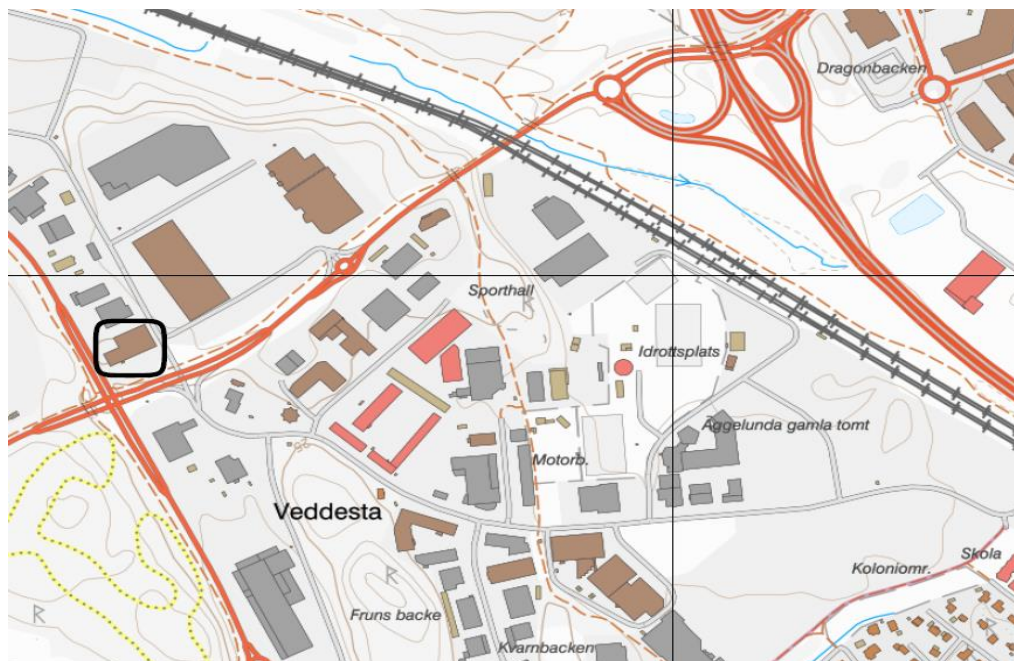 Dragonbacken
Sporthall
Idrottsplats
Äggelunda gamla tomt
Motorb.
Veddesta
Skola
Koloniomr.
Fruns backe
Kvarnbacken
R
R